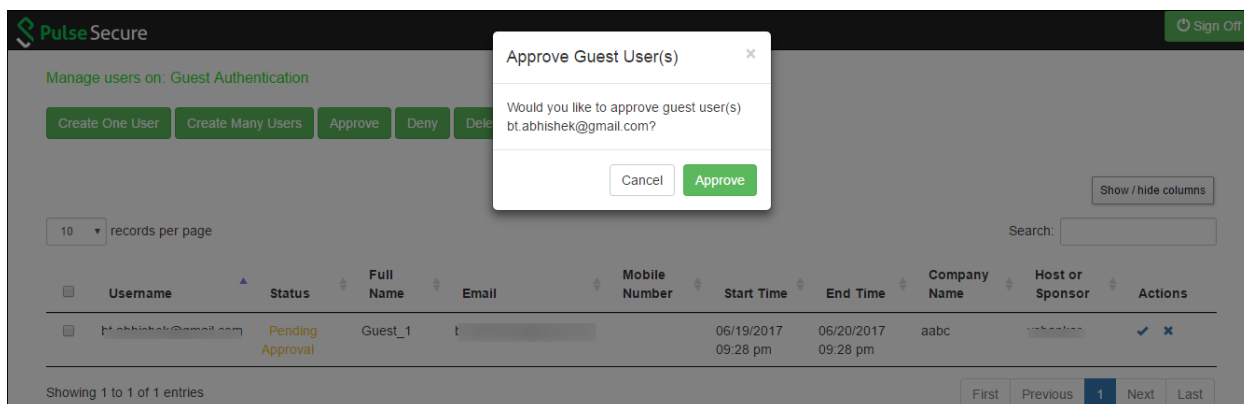 Pulse Secure
Sign Off
Approve Guest User(s)
×
Manage users on: Guest Authentication
Would you like to approve guest user(s)
bt.abhishek@gmail.com?
Create One User Create Many Users Approve Deny
Cancel Approve
Show / hide columns
10 records per page
Search:
Username Status Full Name Email Mobile Number Start Time End Time Company Name Host or Sponsor Actions
bt.abhishek@gmail.com Pending Approval Guest_1 06/19/2017 09:28 pm 06/20/2017 09:28 pm aabc
Showing 1 to 1 of 1 entries
First Previous 1 Next Last